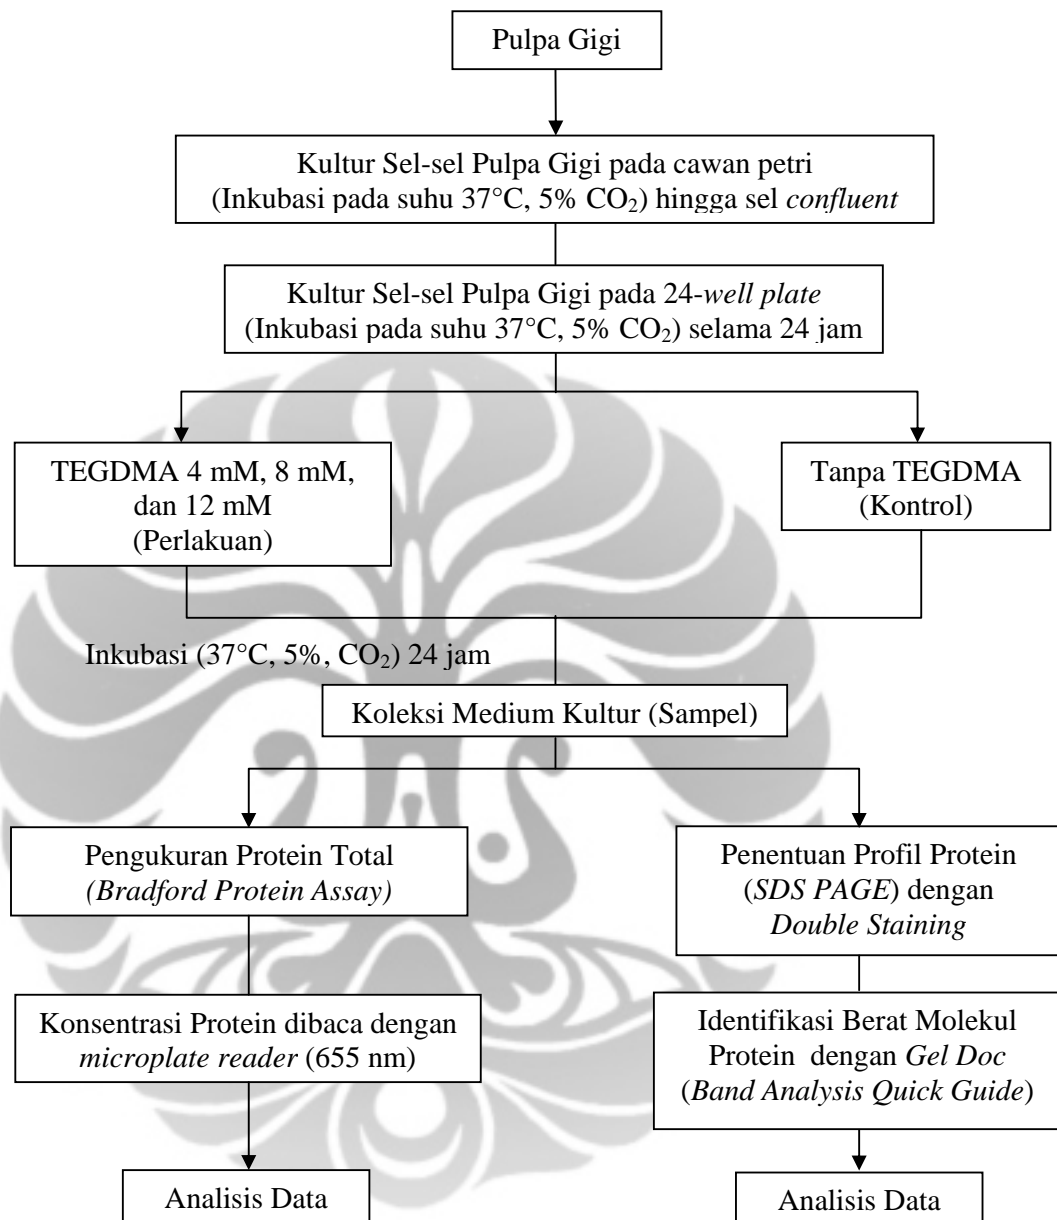 Pulpa Gigi
Kultur Sel-sel Pulpa Gigi pada cawan petri
(Inkubasi pada suhu 37°C, 5% CO₂) hingga sel confluent
Kultur Sel-sel Pulpa Gigi pada 24-well plate
(Inkubasi pada suhu 37°C, 5% CO₂) selama 24 jam
TEGDMA 4 mM, 8 mM,
dan 12 mM
(Perlakuan)
Tanpa TEGDMA
(Kontrol)
Inkubasi (37°C, 5%, CO₂) 24 jam
Koleksi Medium Kultur (Sampel)
Pengukuran Protein Total
(Bradford Protein Assay)
Penentuan Profil Protein
(SDS PAGE) dengan
Double Staining
Konsentrasi Protein dibaca dengan
microplate reader (655 nm)
Identifikasi Berat Molekul
Protein dengan Gel Doc
(Band Analysis Quick Guide)
Analisis Data
Analisis Data